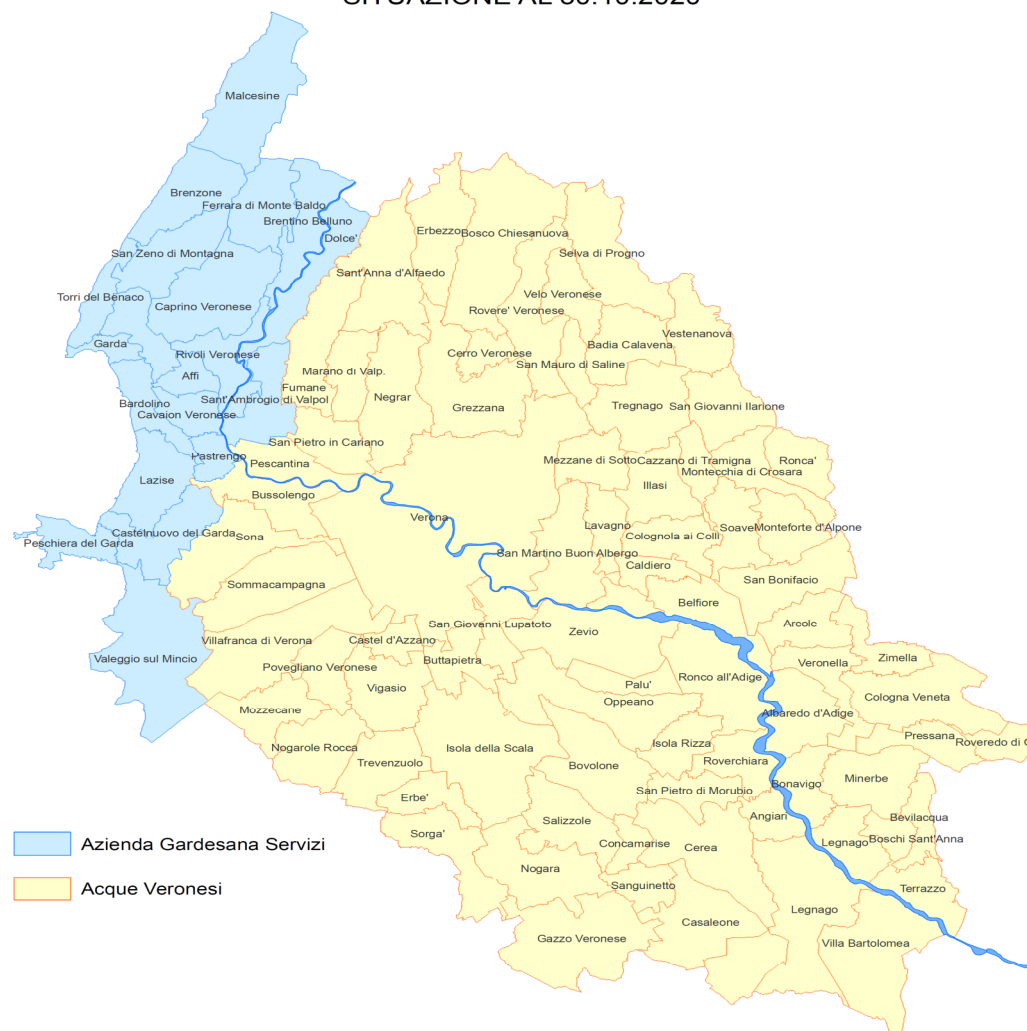 Malcesine
Brenzone
Ferrara di Monte Baldo
Brentino Belluno
Dolce'
San Zeno di Montagna
Torri del Benaco
Caprino Veronese
Garda
Rivoli Veronese
Affi
Bardolino
Sant'Ambrogio di Valpol
Cavaion Veronese
Pastrengo
Lazise
Castelnuovo del Garda
Peschiera del Garda
Valeggio sul Mincio
Erbezzo
Bosco Chiesanuova
Selva di Progno
Sant'Anna d'Alfaedo
Velo Veronese
Rovere' Veronese
Vestenanova
Badia Calavena
Cerro Veronese
San Mauro di Saline
Marano di Valp.
Fumane
Negrar
Grezzana
Tregnago
San Giovanni Ilarione
San Pietro in Cariano
Pescantina
Mezzane di Sotto
Cazzano di Tramigna
Ronca'
Montecchia di Crosara
Illasi
Bussolengo
Verona
Lavagno
Soave
Monteforte d'Alpone
Colognola ai Colli
Sona
San Martino Buon Albergo
Caldiero
Sommacampagna
San Bonifacio
Belfiore
San Giovanni Lupatoto
Zevio
Arcole
Villafranca di Verona
Castel d'Azzano
Buttapietra
Veronella
Zimella
Povegliano Veronese
Vigasio
Palu'
Ronco all'Adige
Oppeano
Cologna Veneta
Mozzecane
Albaredo d'Adige
Pressana
Nogarole Rocca
Isola della Scala
Isola Rizza
Roveredo di
Trevenzuolo
Bovolone
Roverchiara
Bonavigo
Minerbe
Erbe'
San Pietro di Morubio
Angiari
Bevilacqua
Sorga'
Salizzole
Concamarise
Cerea
Legnago
Boschi Sant'Anna
Nogara
Sanguinetto
Terrazzo
Casaleone
Legnago
Gazzo Veronese
Villa Bartolomea
Azienda Gardesana Servizi
Acque Veronesi